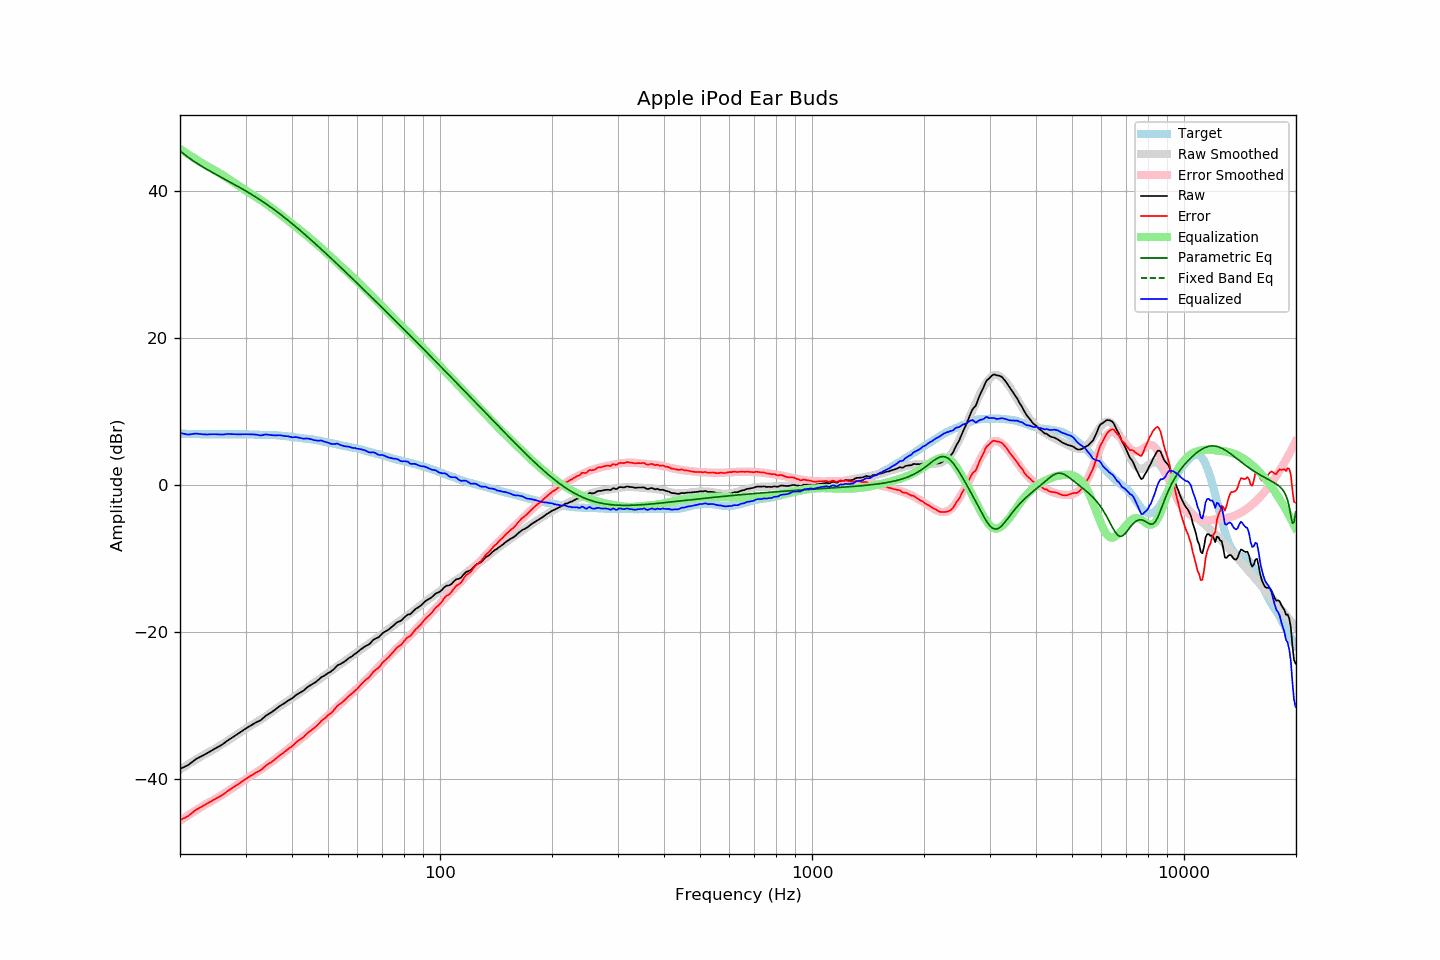 Apple iPod Ear Buds
Target
Raw Smoothed
Error Smoothed
Raw
Error
Equalization
Parametric Eq
Fixed Band Eq
Equalized
Amplitude (dBr)
40
20
0
−20
−40
100
1000
10000
Frequency (Hz)